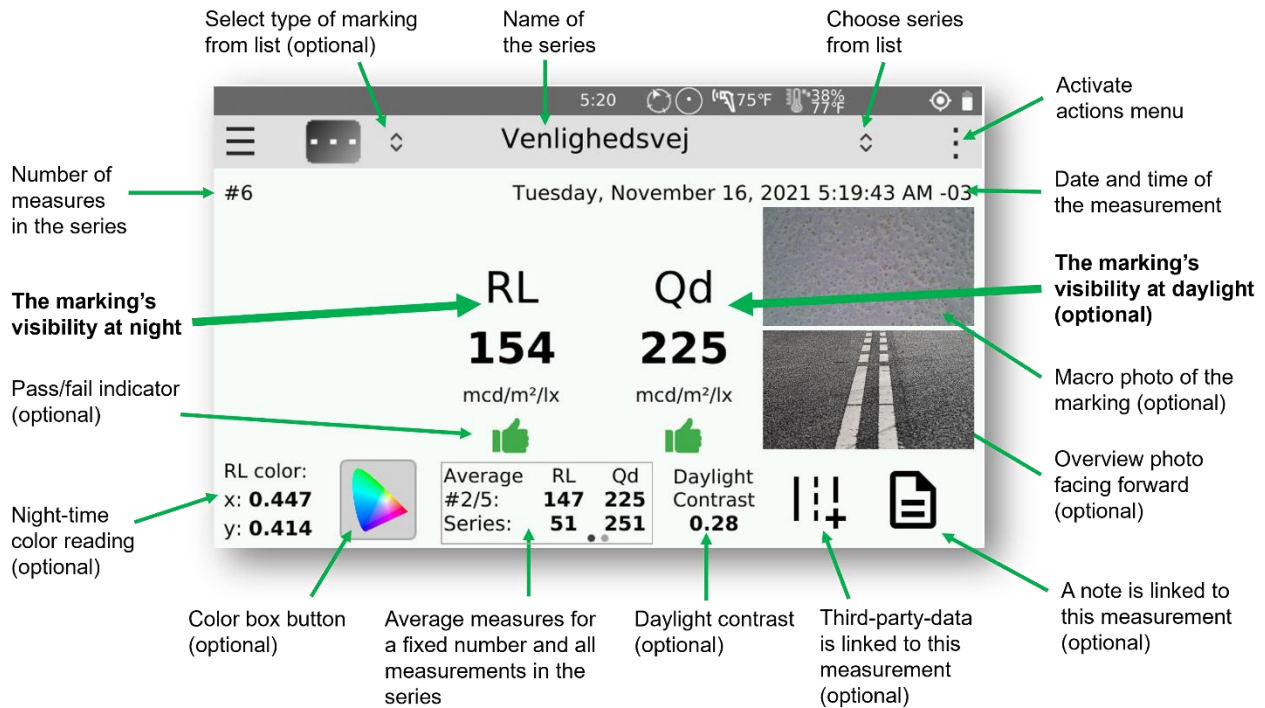 Select type of marking
from list (optional)
Name of
the series
Choose series
from list
Activate
actions menu
5:20
75°F
38%
77°F
Venlighedsvej
Number of
measures
in the series
#6
Tuesday, November 16, 2021 5:19:43 AM -03
Date and time of
the measurement
The marking's
visibility at night
RL
154
mcd/m²/lx
Qd
225
mcd/m²/lx
The marking's
visibility at daylight
(optional)
Pass/fail indicator
(optional)
Macro photo of the
marking (optional)
Overview photo
facing forward
(optional)
Night-time
color reading
(optional)
RL color:
x: 0.447
y: 0.414
Average RL Qd
#2/5: 147 225
Series: 51 251
Daylight
Contrast
0.28
Color box button
(optional)
Average measures for
a fixed number and all
measurements in the
series
Daylight contrast
(optional)
Third-party-data
is linked to this
measurement
(optional)
A note is linked to
this measurement
(optional)